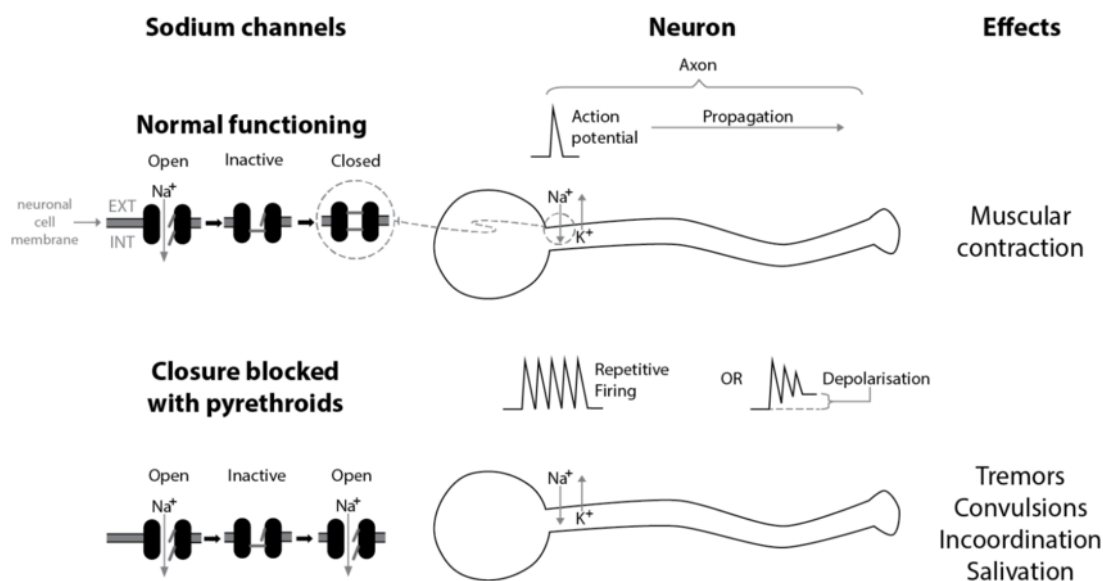 Sodium channels
Neuron
Effects
Axon
Normal functioning
Action
potential
Propagation
Open
Inactive
Closed
Na+
neuronal
cell
membrane
EXT
INT
Na+
K+
Muscular
contraction
Closure blocked
with pyrethroids
Repetitive
Firing
OR
Depolarisation
Open
Inactive
Open
Na+
Na+
Na+
K+
Tremors
Convulsions
Incoordination
Salivation